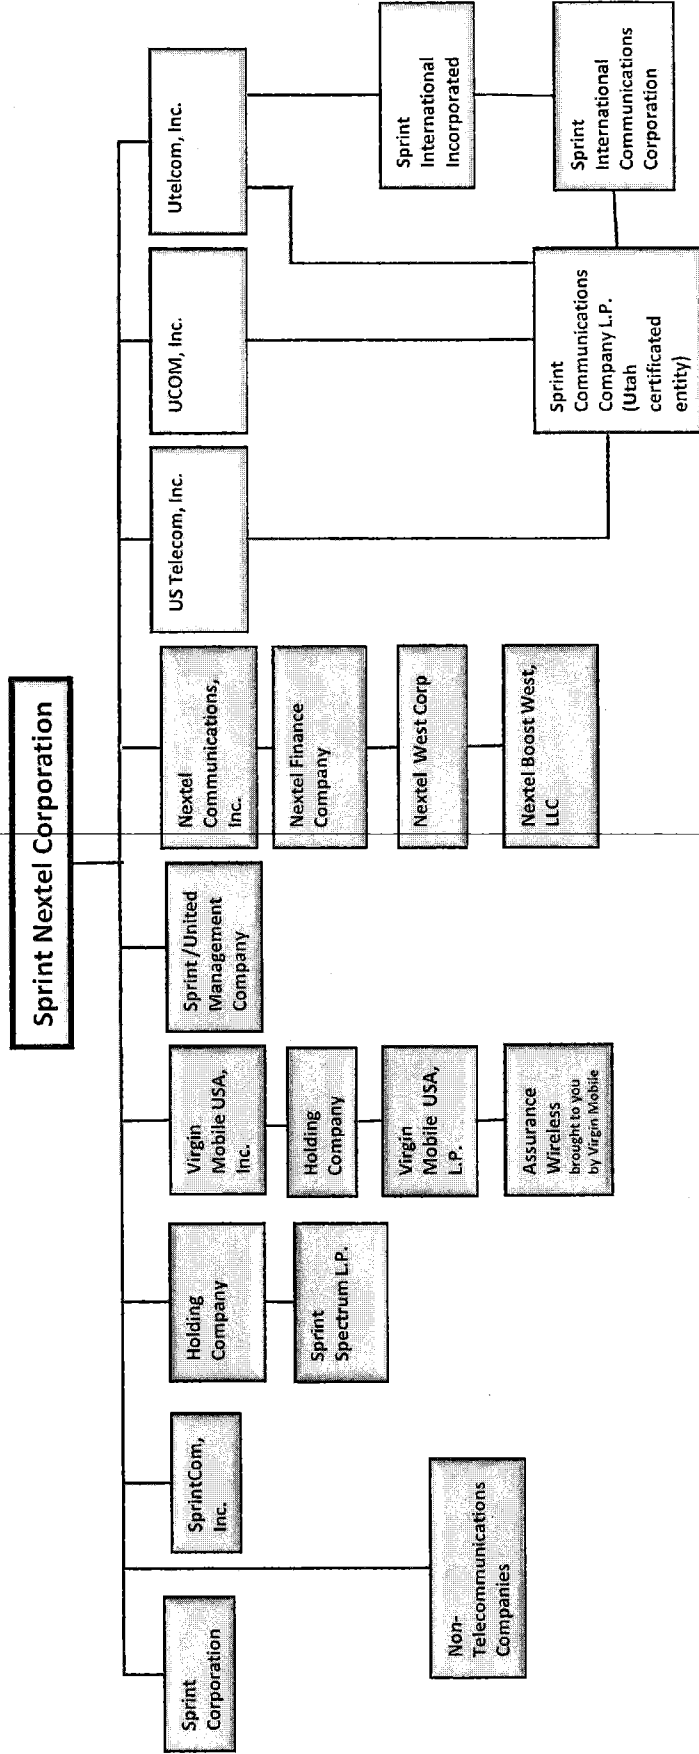 Sprint Nextel Corporation
Sprint
Corporation
SprintCom,
Inc.
Holding
Company
Virgin
Mobile USA,
Inc.
Sprint/United
Management
Company
Nextel
Communications,
Inc.
US Telecom, Inc.
UCOM, Inc.
Utelcom, Inc.
Non-
Telecommunications
Companies
Sprint
Spectrum L.P.
Holding
Company
Virgin
Mobile USA,
L.P.
Assurance
Wireless
brought to you
by Virgin Mobile
Nextel Finance
Company
Nextel West Corp
Nextel Boost West,
LLC
Sprint
Communications
Company L.P.
(Utah
certificated
entity)
Sprint
International
Incorporated
Sprint
International
Communications
Corporation